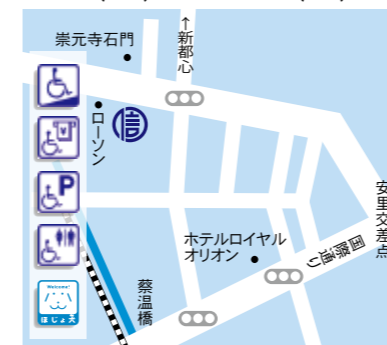 ↑新都心
崇元寺石門
ローソン
信
P
安里交差点
国際通り
ホテルロイヤル
オリオン
蔡温橋
Welcome!
ほじょ犬